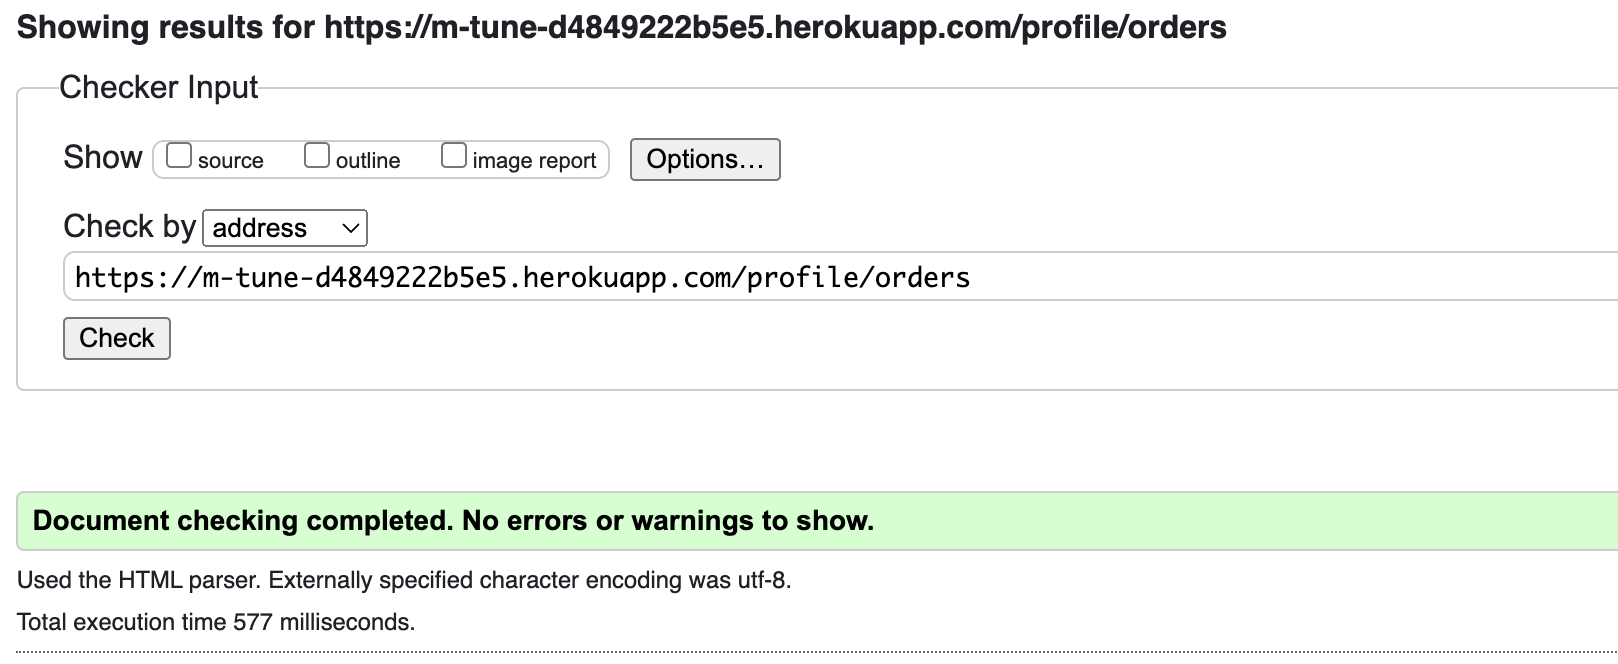 Showing results for https://m-tune-d4849222b5e5.herokuapp.com/profile/orders
Checker Input
Show source outline image report Options…
Check by address
https://m-tune-d4849222b5e5.herokuapp.com/profile/orders
Check
Document checking completed. No errors or warnings to show.
Used the HTML parser. Externally specified character encoding was utf-8.
Total execution time 577 milliseconds.